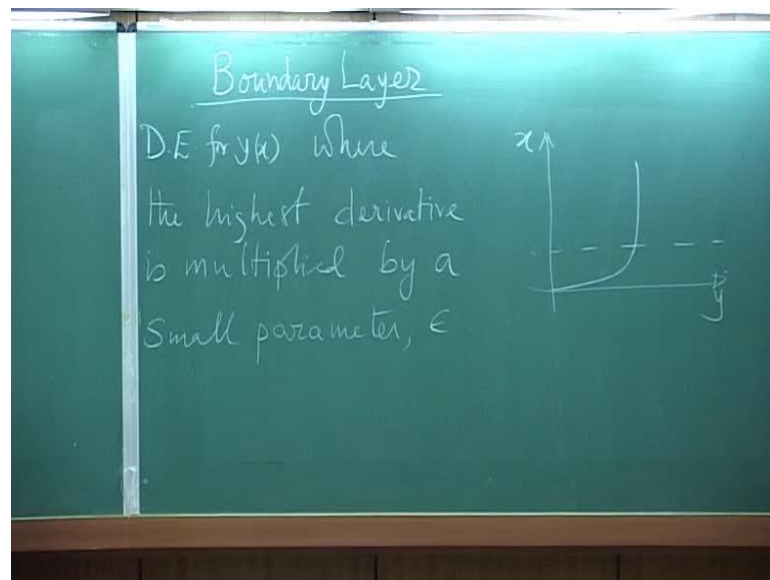 Boundary Layer
D.E for y(x) where
the highest derivative
is multiplied by a
small parameter, ϵ
x
y